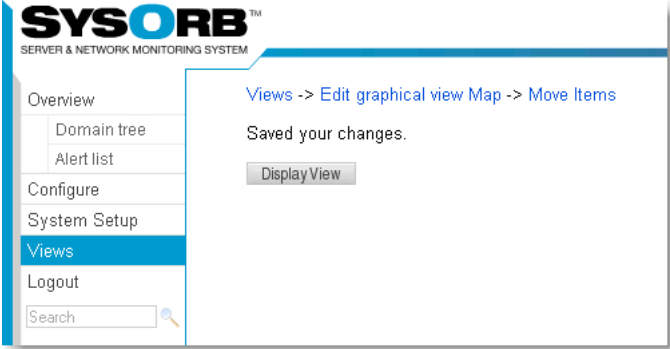 SYSORB™
SERVER & NETWORK MONITORING SYSTEM
Overview
Domain tree
Alert list
Configure
System Setup
Views
Logout
Search
Views -> Edit graphical view Map -> Move Items
Saved your changes.
Display View